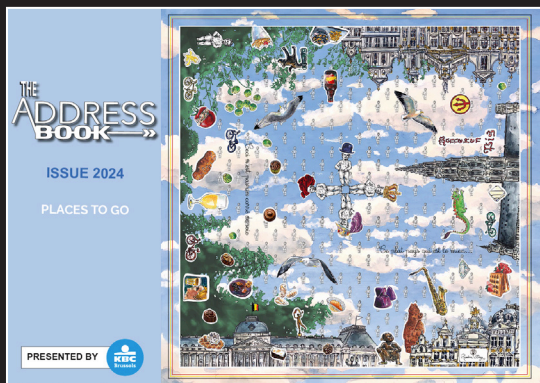 THE
ADDRESS
BOOK
ISSUE 2024
PLACES TO GO
PRESENTED BY
KBC
Brussels